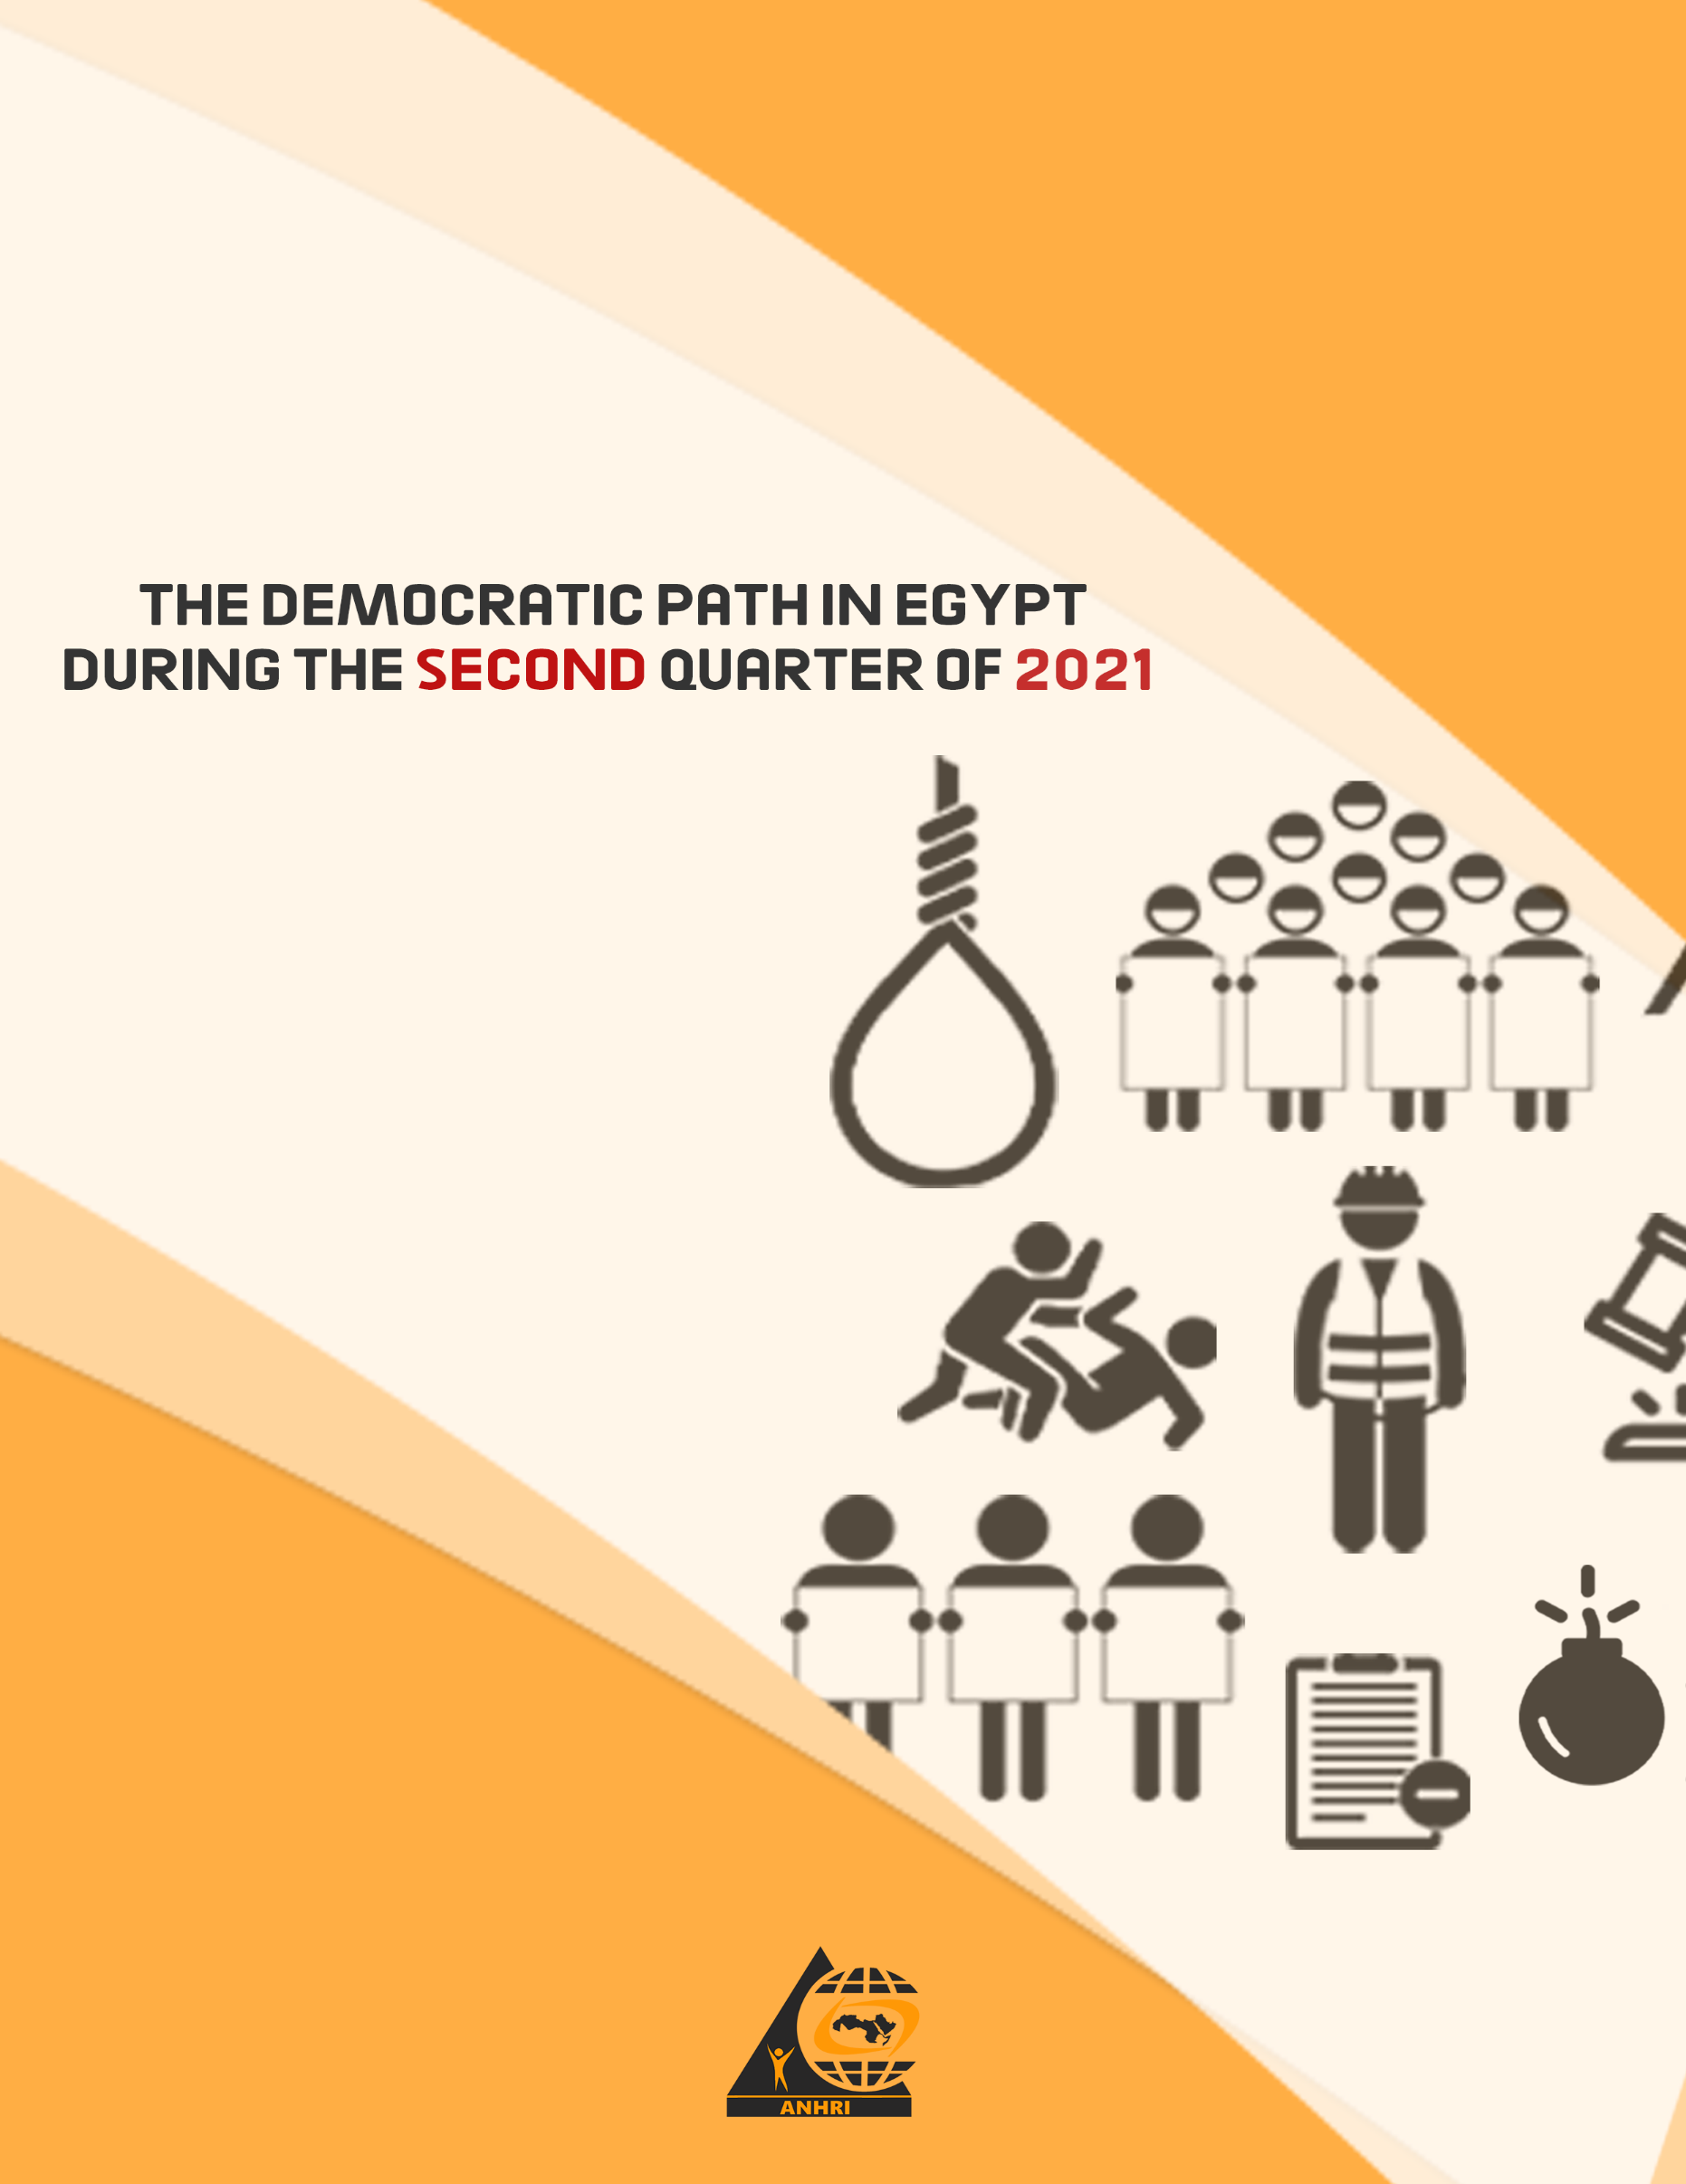 THE DEMOCRATIC PATH IN EGYPT
DURING THE SECOND QUARTER OF 2021
ANHRI